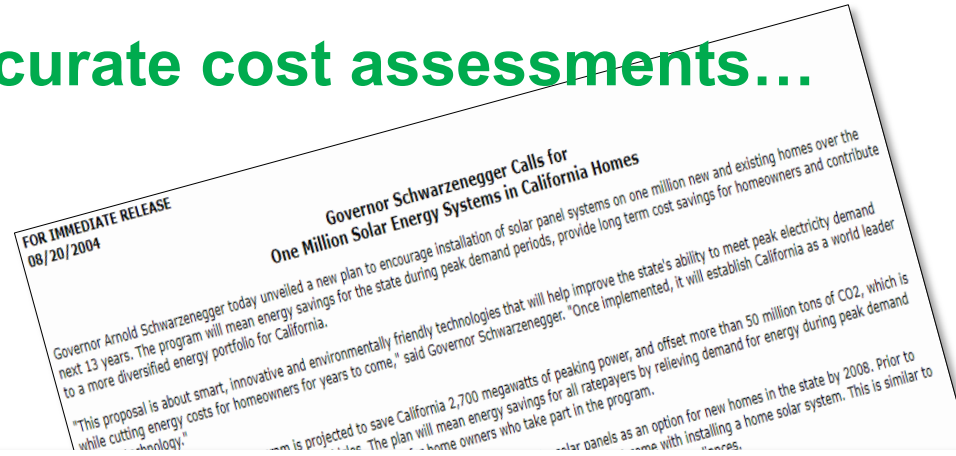 curate cost assessments…
FOR IMMEDIATE RELEASE
08/20/2004
Governor Schwarzenegger Calls for
One Million Solar Energy Systems in California Homes
Governor Arnold Schwarzenegger today unveiled a new plan to encourage installation of solar panel systems on one million new and existing homes over the
next 13 years. The program will mean energy savings for the state during peak demand periods, provide long term cost savings for homeowners and contribute
to a more diversified energy portfolio for California.
"This proposal is about smart, innovative and environmentally friendly technologies that will help improve the state's ability to meet peak electricity demand
while cutting energy costs for homeowners for years to come," said Governor Schwarzenegger. "Once implemented, it will establish California as a world leader
technology."
is projected to save California 2,700 megawatts of peaking power, and offset more than 50 million tons of CO2, which is
The plan will mean energy savings for all ratepayers by relieving demand for energy during peak demand
home owners who take part in the program.
solar panels as an option for new homes in the state by 2008. Prior to
come with installing a home solar system. This is similar to